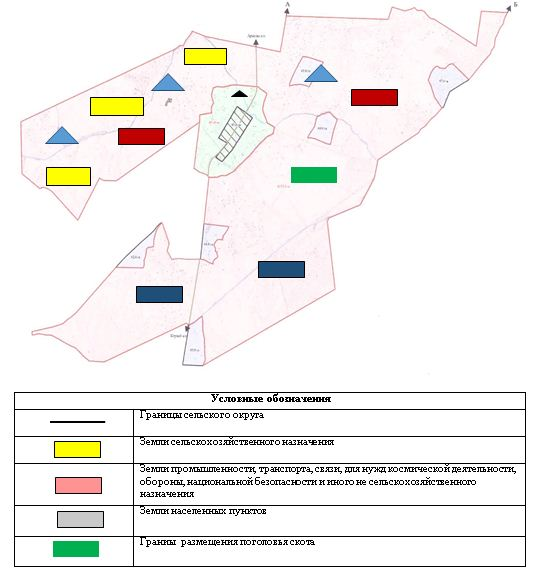 А
Б
Условные обозначения
Границы сельского округа
Земли сельскохозяйственного назначения
Земли промышленности, транспорта, связи, для нужд космической деятельности,
обороны, национальной безопасности и иного не сельскохозяйственного
назначения
Земли населенных пунктов
Граниы размещения поголовья скота